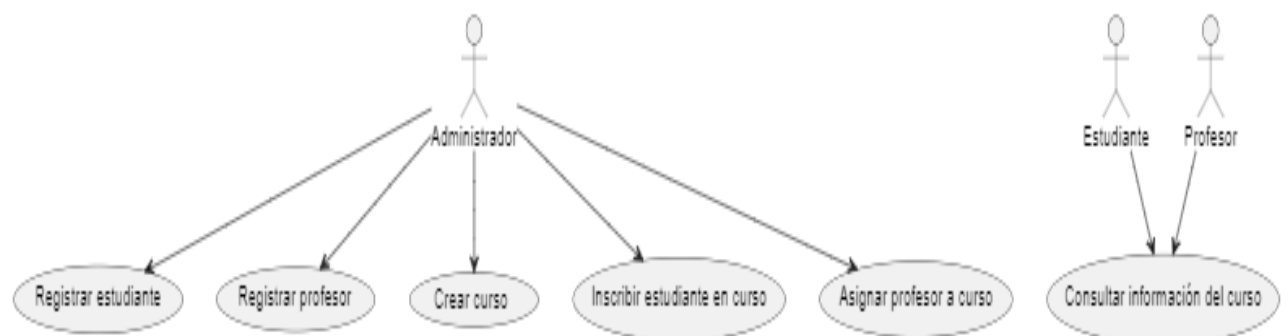 Administrador
Estudiante
Profesor
Registrar estudiante
Registrar profesor
Crear curso
Inscribir estudiante en curso
Asignar profesor a curso
Consultar información del curso